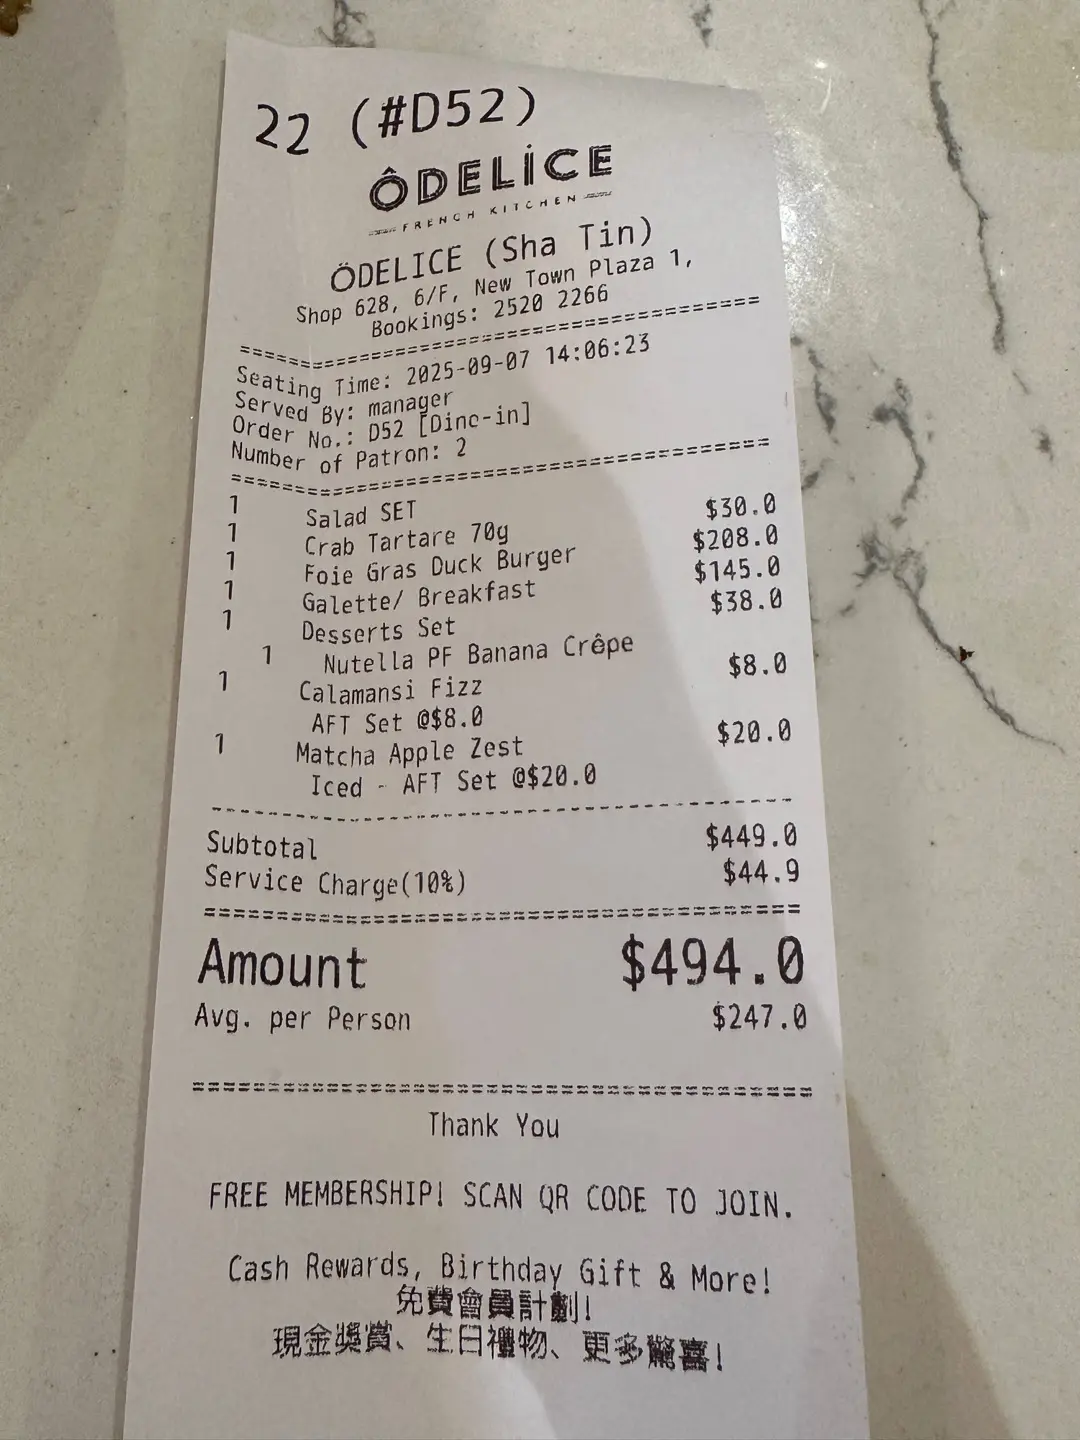 22 (#D52)
ÔDELİCE
FRENCH KITCHEN
ÖDELICE (Sha Tin)
Shop 628, 6/F, New Town Plaza 1,
Bookings: 2520 2266
Seating Time: 2025-09-07 14:06:23
Served By: manager
Order No.: D52 [Dine-in]
Number of Patron: 2
1 Salad SET
1 Crab Tartare 70g $30.0
1 Foie Gras Duck Burger $208.0
1 Galette/ Breakfast $145.0
1 Desserts Set $38.0
1 Nutella PF Banana Crêpe
1 Calamansi Fizz $8.0
AFT Set @$8.0
1 Matcha Apple Zest $20.0
Iced - AFT Set @$20.0
Subtotal $449.0
Service Charge(10%) $44.9
Amount $494.0
Avg. per Person $247.0
Thank You
FREE MEMBERSHIP! SCAN QR CODE TO JOIN.
Cash Rewards, Birthday Gift & More!
免費會員計劃!
現金獎賞、生日禮物、更多驚喜!